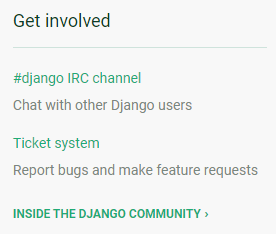 Get involved
#django IRC channel
Chat with other Django users
Ticket system
Report bugs and make feature requests
INSIDE THE DJANGO COMMUNITY ›